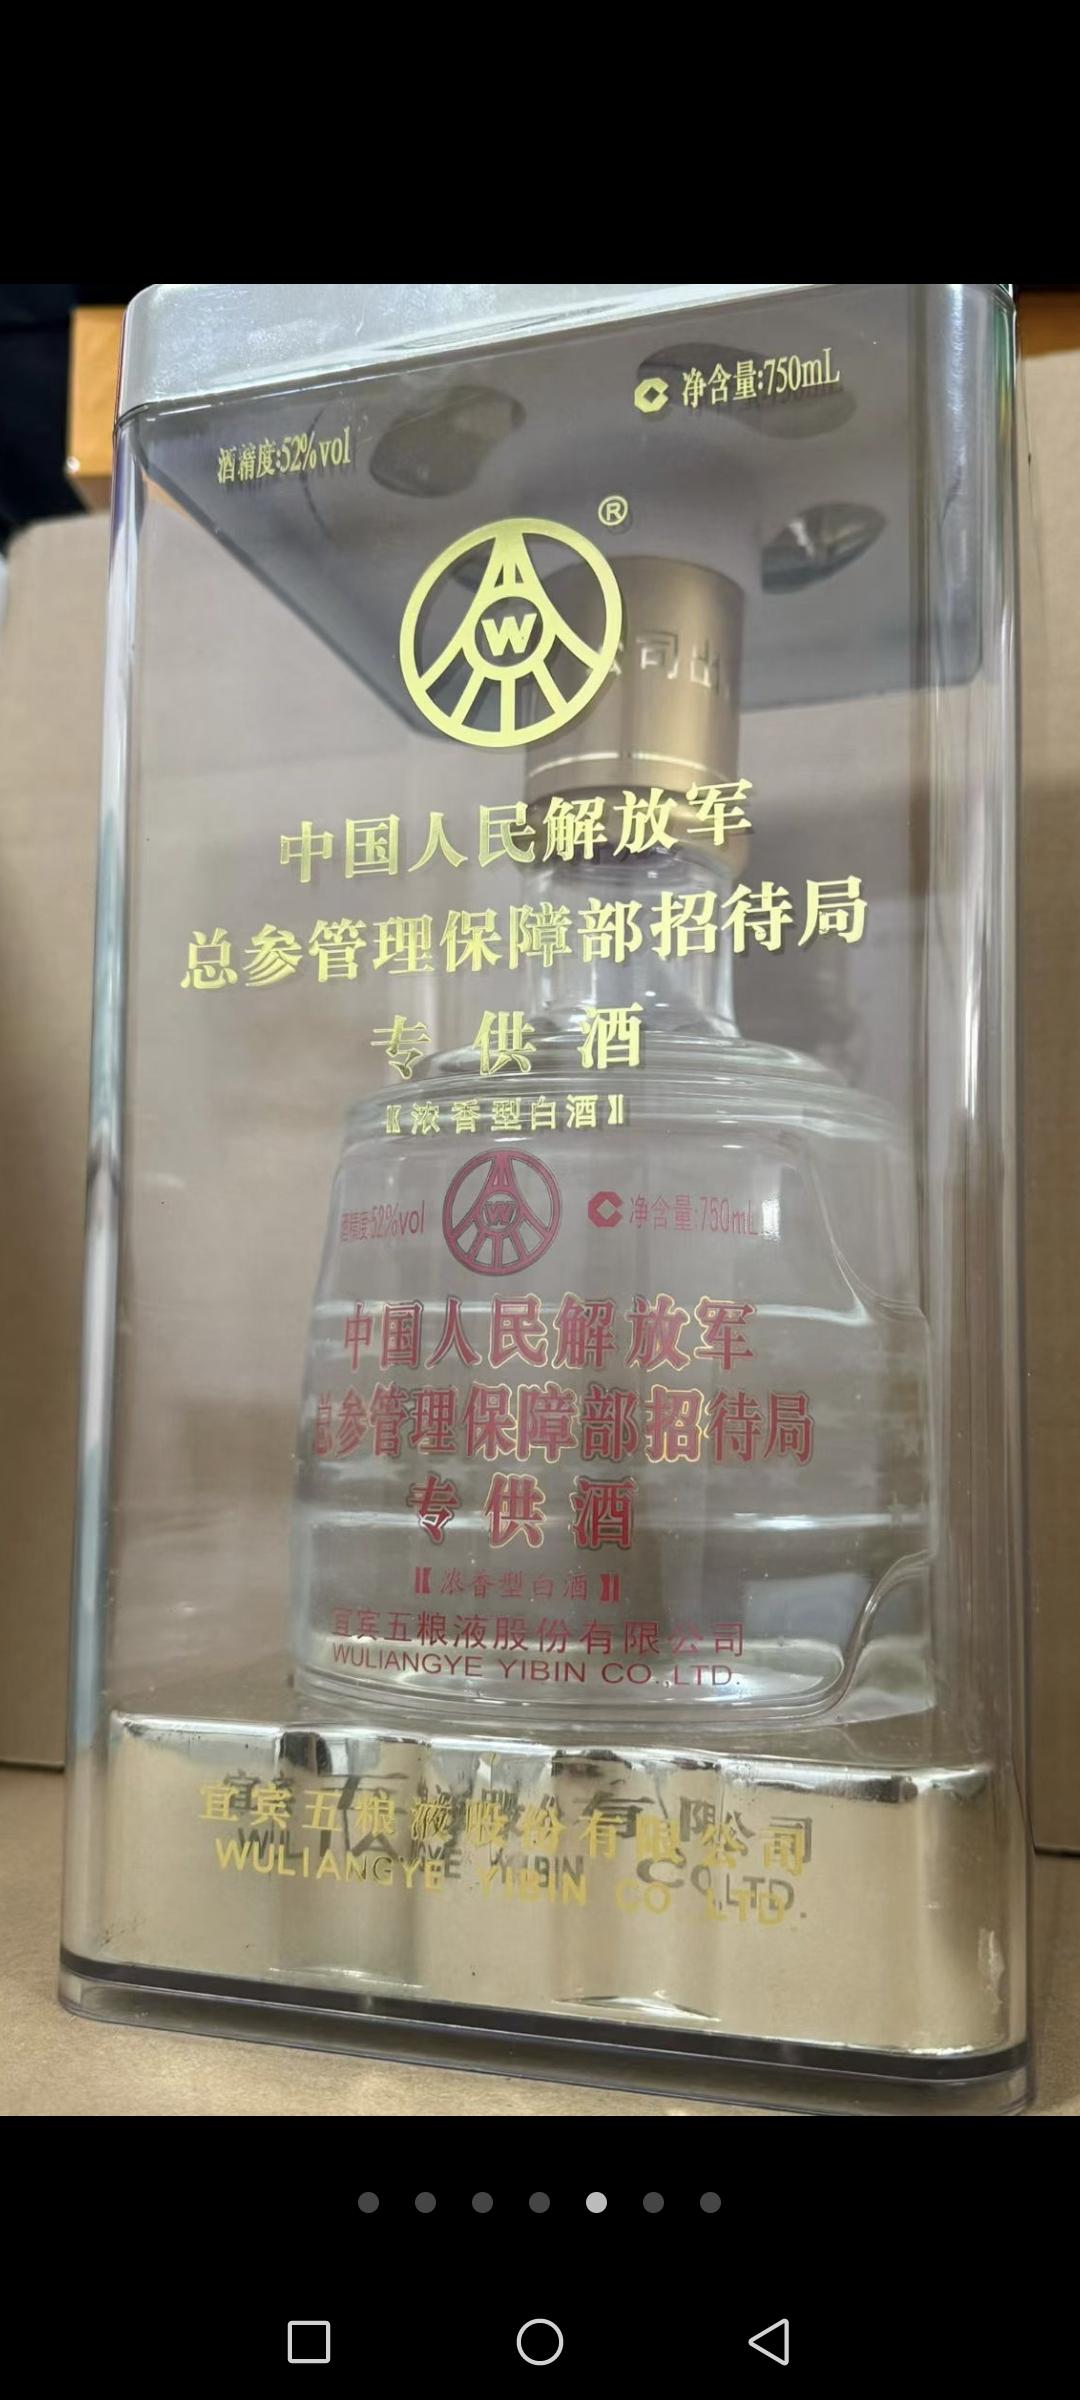 净含量:750mL
酒精度:52%vol
®
W
公司出
中国人民解放军
总参管理保障部招待局
专供酒
【浓香型白酒】
W
酒精度:52%vol
净含量:750mL
中国人民解放军
总参管理保障部招待局
专供酒
【浓香型白酒】
宜宾五粮液股份有限公司
WULIANGYE YIBIN CO.,LTD.
宜宾五粮液股份有限公司
WULIANGYE YIBIN CO.,LTD.